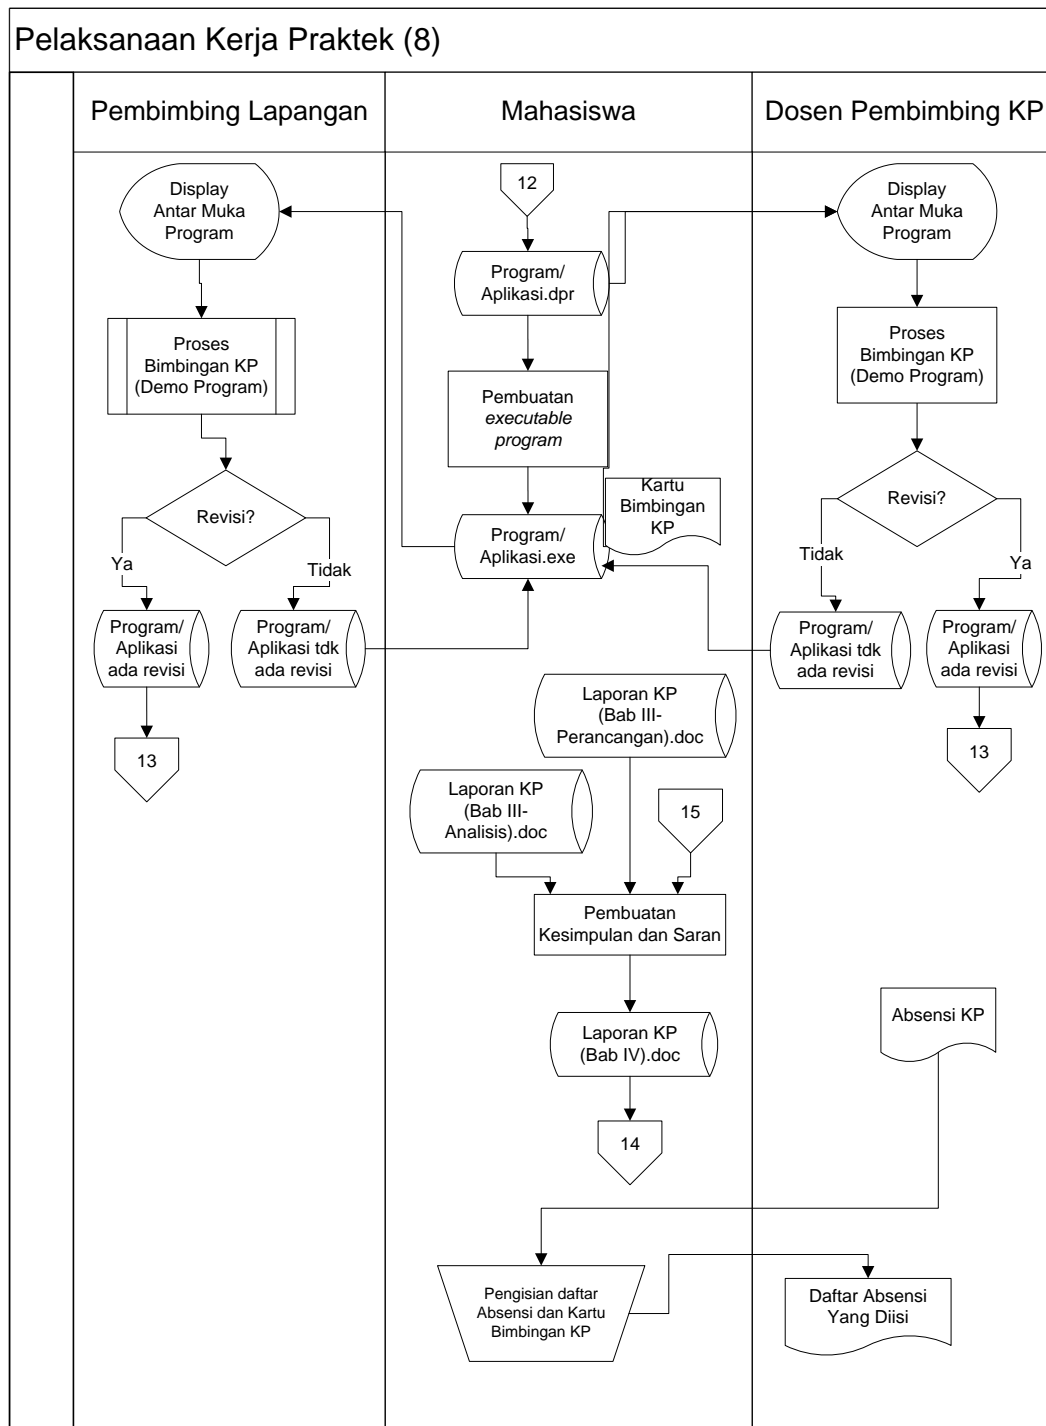 Pelaksanaan Kerja Praktek (8)
Pembimbing Lapangan
Mahasiswa
Dosen Pembimbing KP
Display
Antar Muka
Program
12
Display
Antar Muka
Program
Program/
Aplikasi.dpr
Proses
Bimbingan KP
(Demo Program)
Proses
Bimbingan KP
(Demo Program)
Pembuatan
executable
program
Revisi?
Kartu
Bimbingan
KP
Revisi?
Program/
Aplikasi.exe
Ya
Tidak
Tidak
Ya
Program/
Aplikasi
ada revisi
Program/
Aplikasi tdk
ada revisi
Program/
Aplikasi tdk
ada revisi
Program/
Aplikasi
ada revisi
Laporan KP
(Bab III-
Perancangan).doc
13
13
Laporan KP
(Bab III-
Analisis).doc
15
Pembuatan
Kesimpulan dan Saran
Absensi KP
Laporan KP
(Bab IV).doc
14
Pengisian daftar
Absensi dan Kartu
Bimbingan KP
Daftar Absensi
Yang Diisi